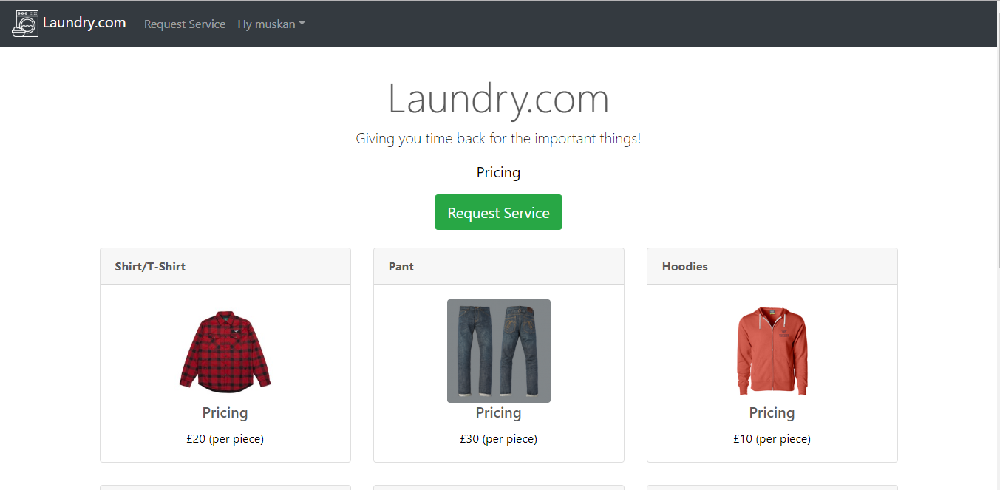 Laundry.com
Request Service
Hy muskan
Laundry.com
Giving you time back for the important things!
Pricing
Request Service
Shirt/T-Shirt
Pricing
£20 (per piece)
Pant
Pricing
£30 (per piece)
Hoodies
Pricing
£10 (per piece)